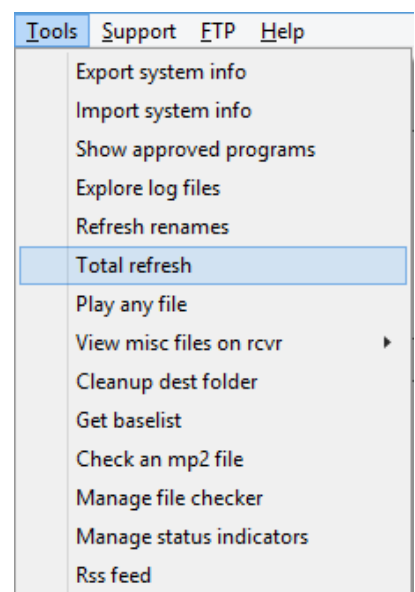 Tools Support FTP Help
Export system info
Import system info
Show approved programs
Explore log files
Refresh renames
Total refresh
Play any file
View misc files on rcvr
Cleanup dest folder
Get baselist
Check an mp2 file
Manage file checker
Manage status indicators
Rss feed